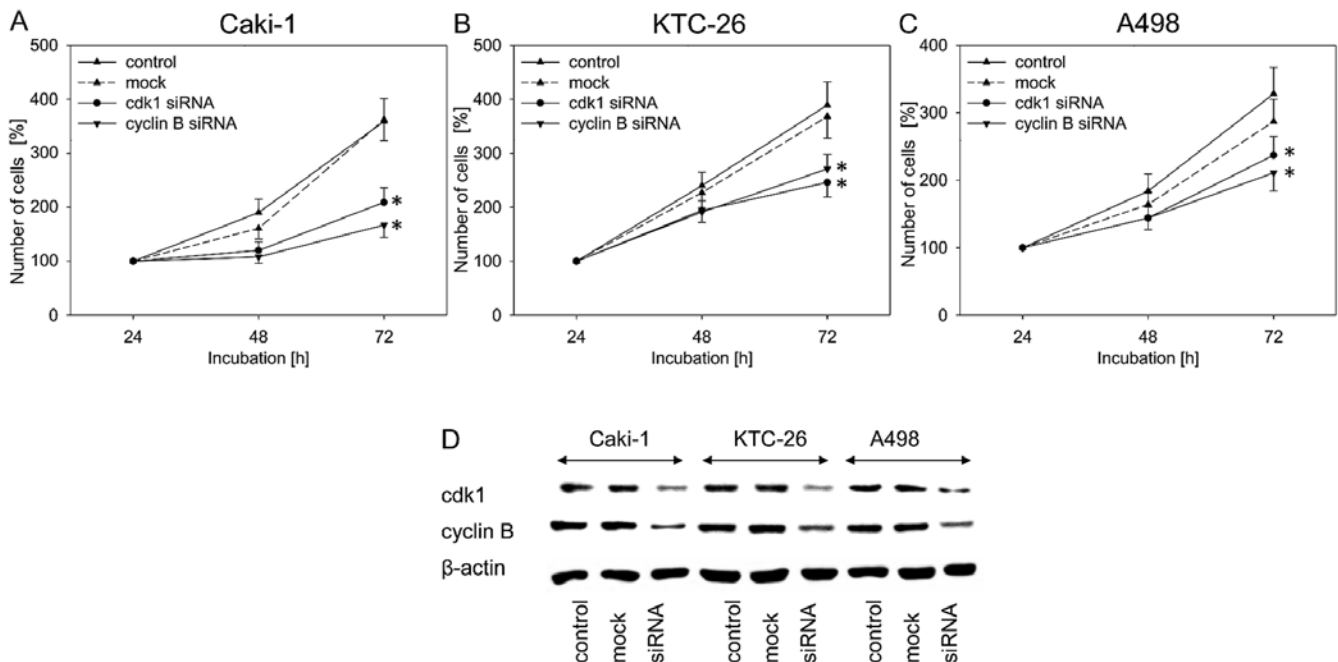 A
Caki-1
500
400
300
200
100
0
Number of cells [%]
control
mock
cdk1 siRNA
cyclin B siRNA
*
*
24
48
72
Incubation [h]
B
KTC-26
500
400
300
200
100
0
Number of cells [%]
control
mock
cdk1 siRNA
cyclin B siRNA
*
*
24
48
72
Incubation [h]
C
A498
400
300
200
100
0
Number of cells [%]
control
mock
cdk1 siRNA
cyclin B siRNA
*
*
24
48
72
Incubation [h]
D
Caki-1
KTC-26
A498
cdk1
cyclin B
β-actin
control
mock
siRNA
control
mock
siRNA
control
mock
siRNA